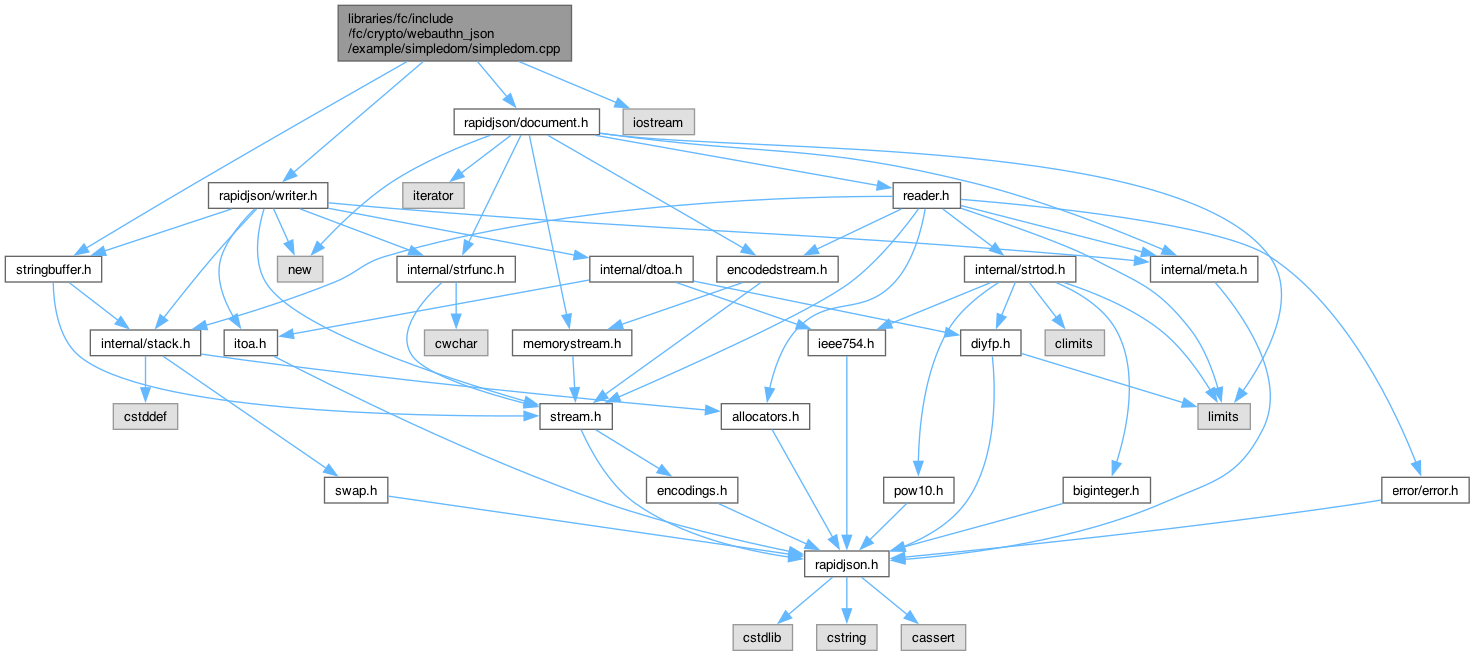 libraries/fc/include
/fc/crypto/webauthn_json
/example/simpledom/simpledom.cpp
rapidjson/document.h
iostream
rapidjson/writer.h
iterator
reader.h
stringbuffer.h
new
internal/strfunc.h
internal/dtoa.h
encodedstream.h
internal/strtod.h
internal/meta.h
internal/stack.h
itoa.h
cwchar
memorystream.h
ieee754.h
diyfp.h
climits
cstddef
stream.h
allocators.h
limits
swap.h
encodings.h
pow10.h
biginteger.h
error/error.h
rapidjson.h
cstdlib
cstring
cassert